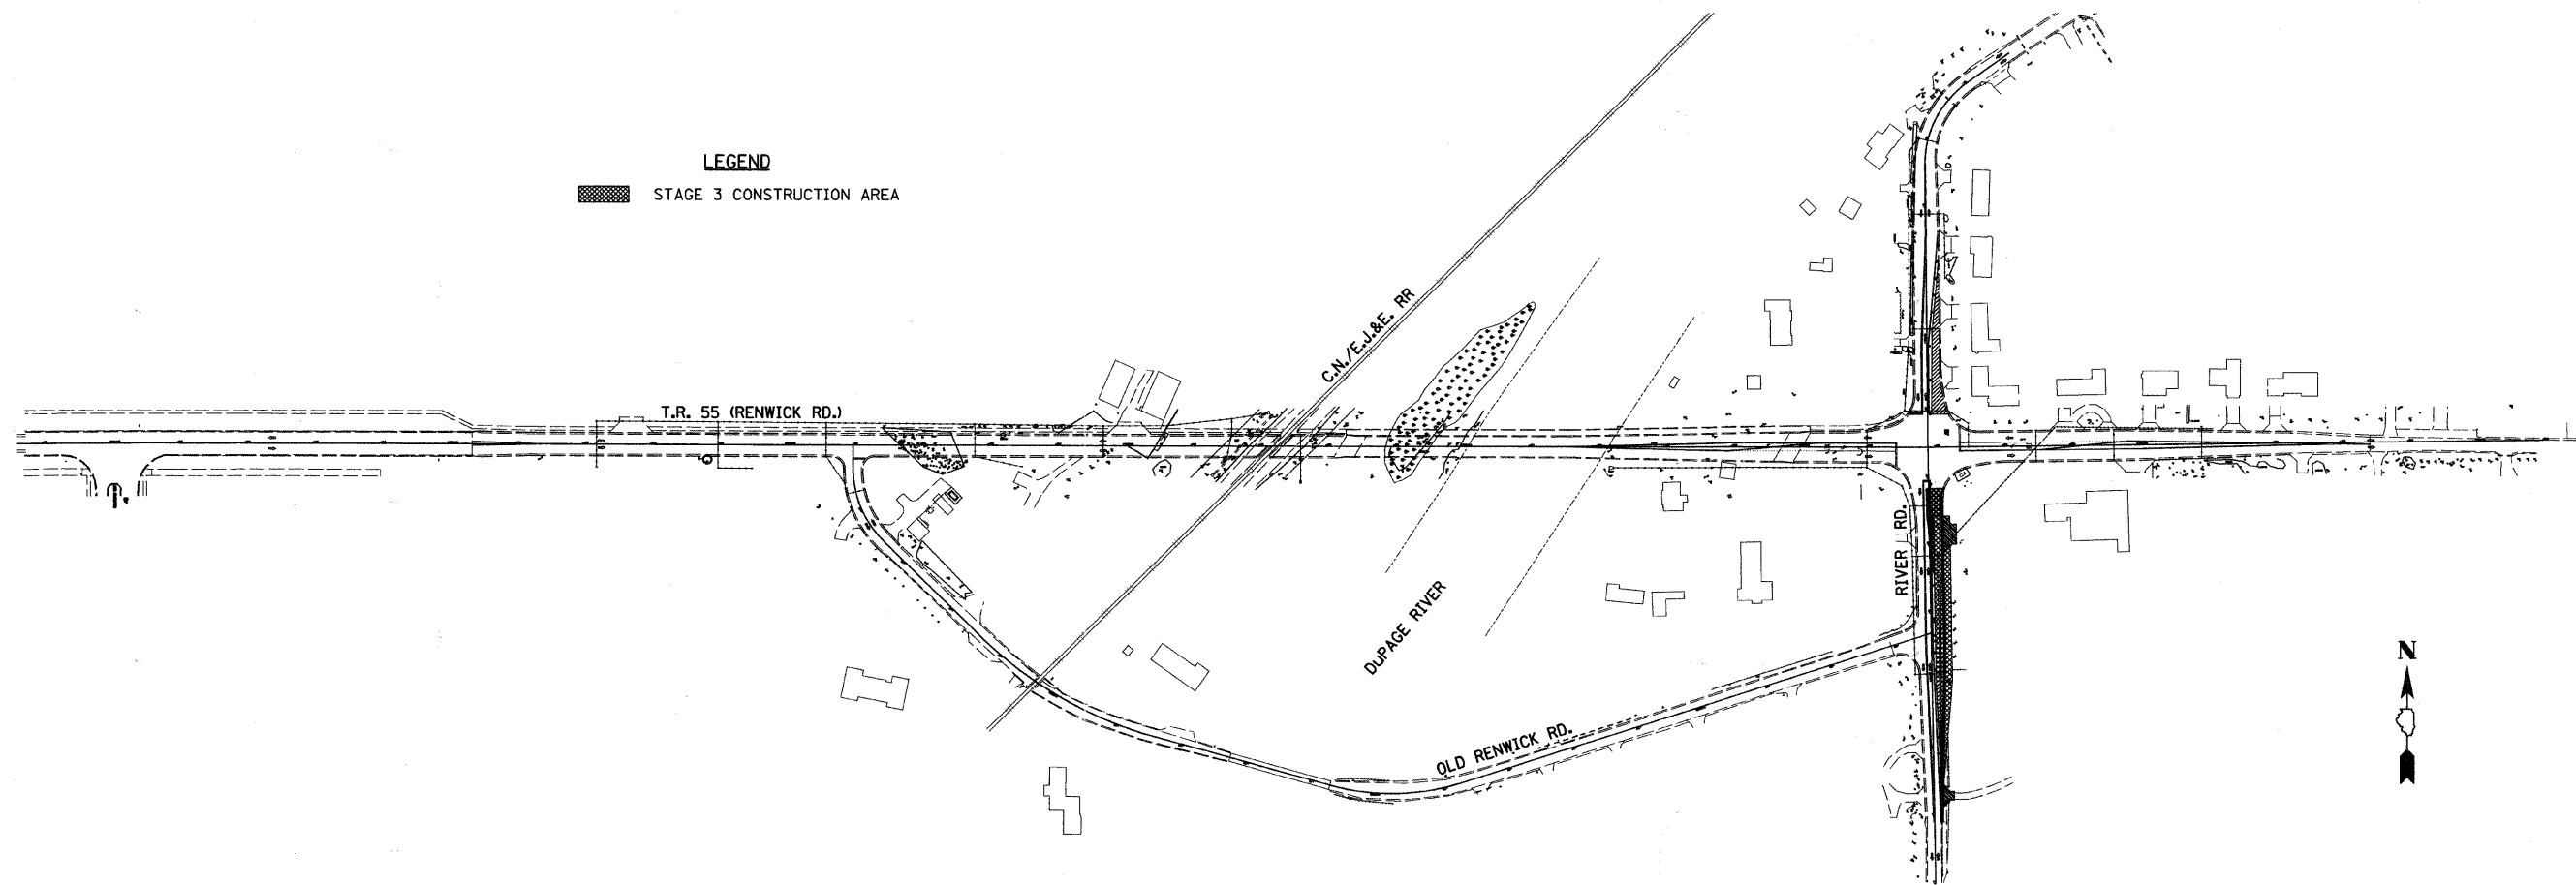 LEGEND
STAGE 3 CONSTRUCTION AREA
C.N./E.J.&E. RR
T.R. 55 (RENWICK RD.)
RIVER RD.
DuPAGE RIVER
OLD RENWICK RD.
N